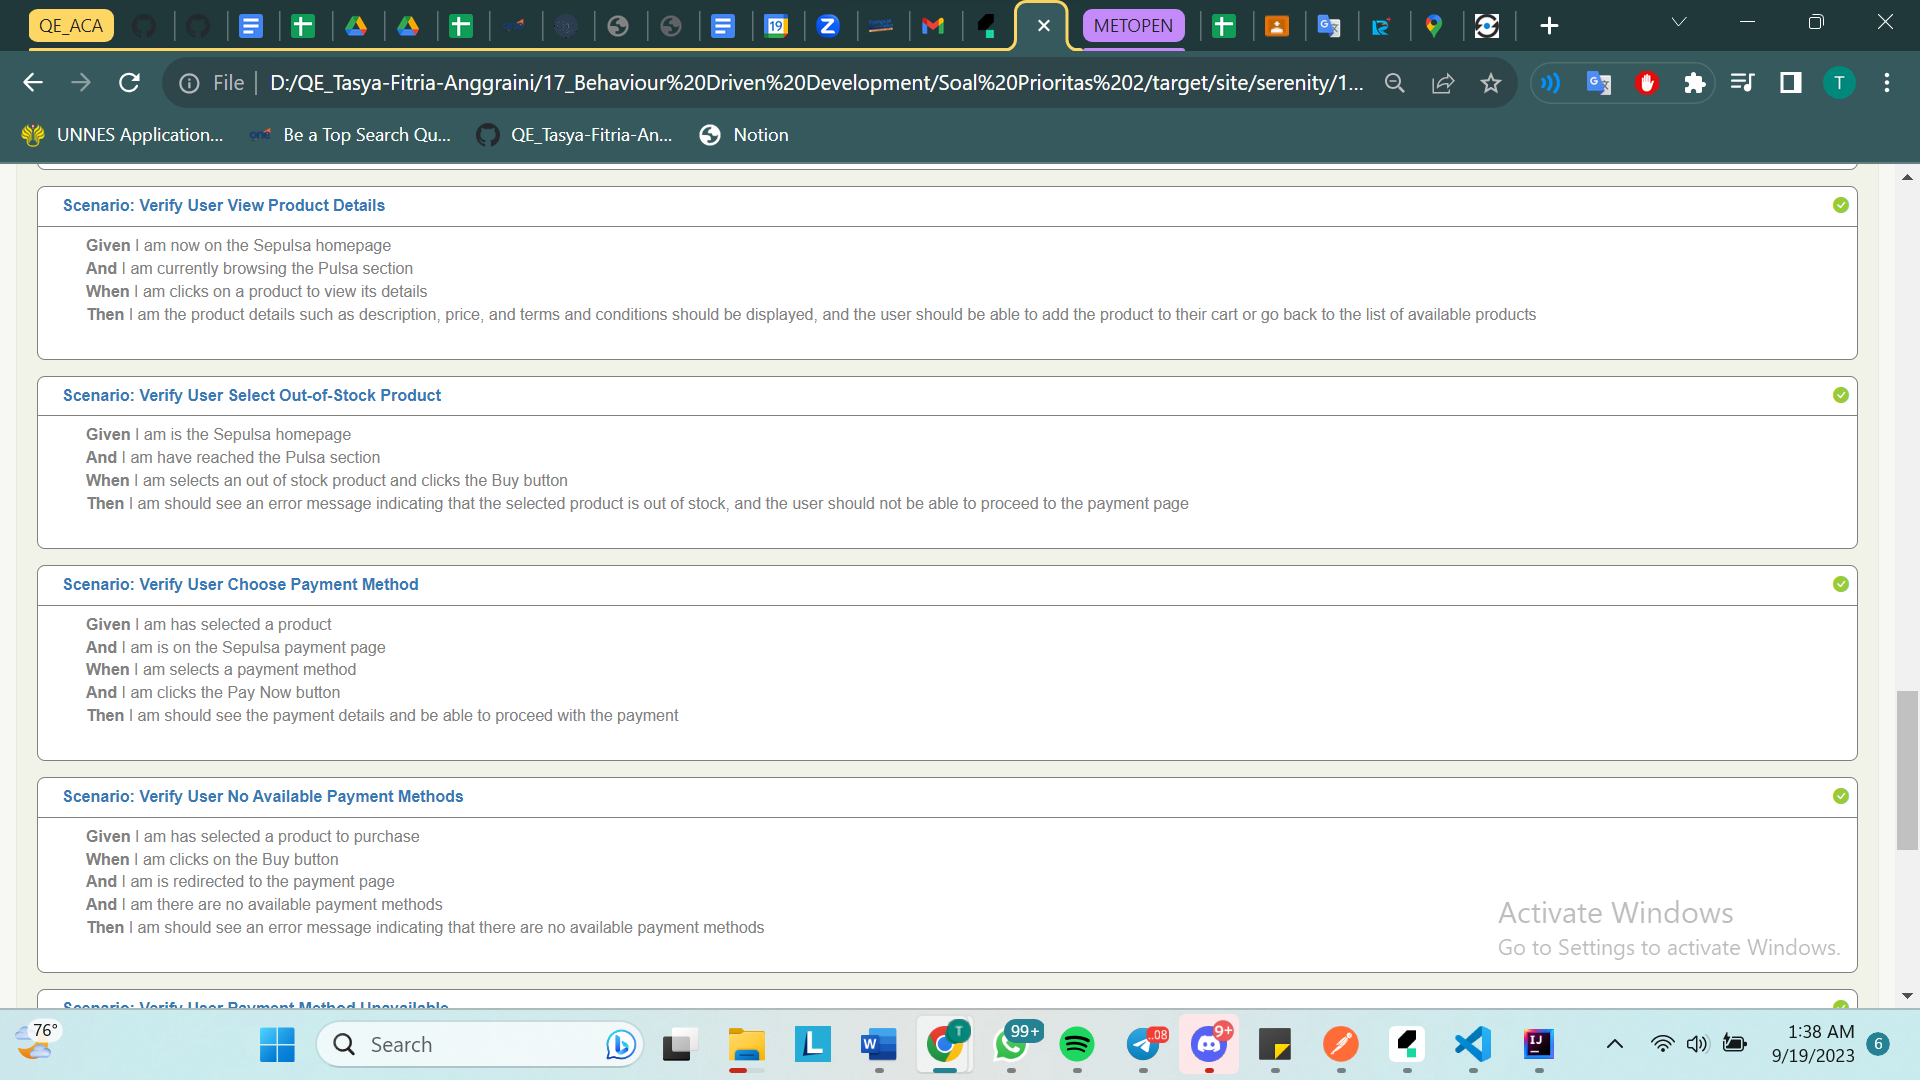 QE_ACA
METOPEN
File
D:/QE_Tasya-Fitria-Anggraini/17_Behaviour%20Driven%20Development/Soal%20Prioritas%202/target/site/serenity/1...
T
UNNES Application...
one Be a Top Search Qu...
QE_Tasya-Fitria-An...
Notion
Scenario: Verify User View Product Details
Given I am now on the Sepulsa homepage
And I am currently browsing the Pulsa section
When I am clicks on a product to view its details
Then I am the product details such as description, price, and terms and conditions should be displayed, and the user should be able to add the product to their cart or go back to the list of available products
Scenario: Verify User Select Out-of-Stock Product
Given I am is the Sepulsa homepage
And I am have reached the Pulsa section
When I am selects an out of stock product and clicks the Buy button
Then I am should see an error message indicating that the selected product is out of stock, and the user should not be able to proceed to the payment page
Scenario: Verify User Choose Payment Method
Given I am has selected a product
And I am is on the Sepulsa payment page
When I am selects a payment method
And I am clicks the Pay Now button
Then I am should see the payment details and be able to proceed with the payment
Scenario: Verify User No Available Payment Methods
Given I am has selected a product to purchase
When I am clicks on the Buy button
And I am is redirected to the payment page
And I am there are no available payment methods
Then I am should see an error message indicating that there are no available payment methods
Activate Windows
Go to Settings to activate Windows.
Scenario: Verify User Payment Method Unavailable
76°
Search
99+
..08
9+
1:38 AM
9/19/2023
6